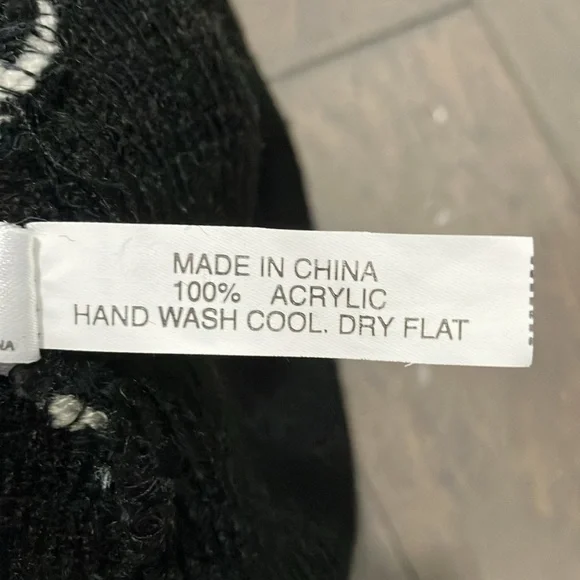 MADE IN CHINA
100% ACRYLIC
HAND WASH COOL. DRY FLAT